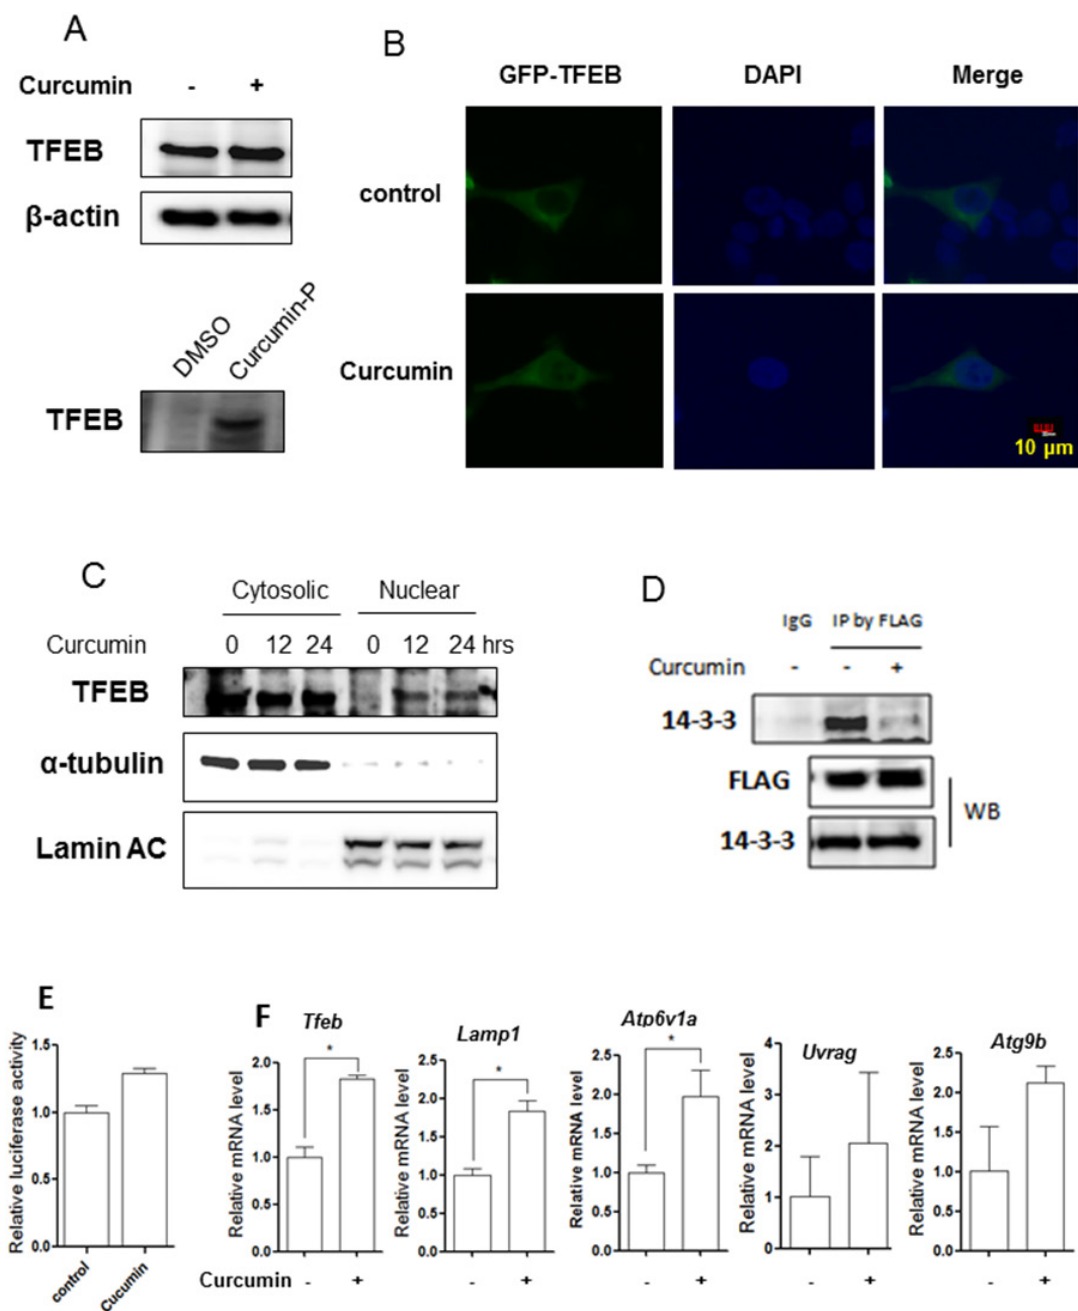 A
Curcumin - +
TFEB
β-actin
DMSO
Curcumin-P
TFEB
B
GFP-TFEB DAPI Merge
control
Curcumin
10 µm
C
Cytosolic Nuclear
Curcumin 0 12 24 0 12 24 hrs
TFEB
α-tubulin
Lamin AC
D
IgG IP by FLAG
Curcumin - - +
14-3-3
FLAG
14-3-3
WB
E
Relative luciferase activity
1.5
1.0
0.5
0.0
control
Cucumin
F
Tfeb
Relative mRNA level
2.0
1.5
1.0
0.5
0.0
*
Lamp1
Relative mRNA level
2.5
2.0
1.5
1.0
0.5
0.0
*
Atp6v1a
Relative mRNA level
2.5
2.0
1.5
1.0
0.5
0.0
*
Uvrag
Relative mRNA level
4
3
2
1
0
Atg9b
Relative mRNA level
2.5
2.0
1.5
1.0
0.5
0.0
Curcumin - + - + - + - + - +